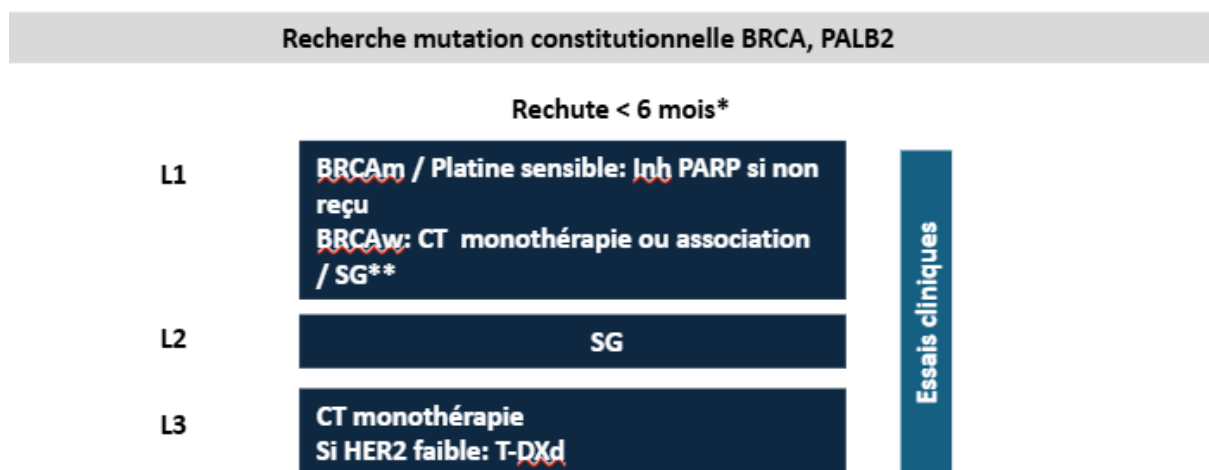 Recherche mutation constitutionnelle BRCA, PALB2
Rechute < 6 mois*
L1
BRCAm / Platine sensible: Inh PARP si non
reçu
BRCAw: CT monothérapie ou association
/ SG**
L2
SG
L3
CT monothérapie
Si HER2 faible: T-DXd
Essais cliniques